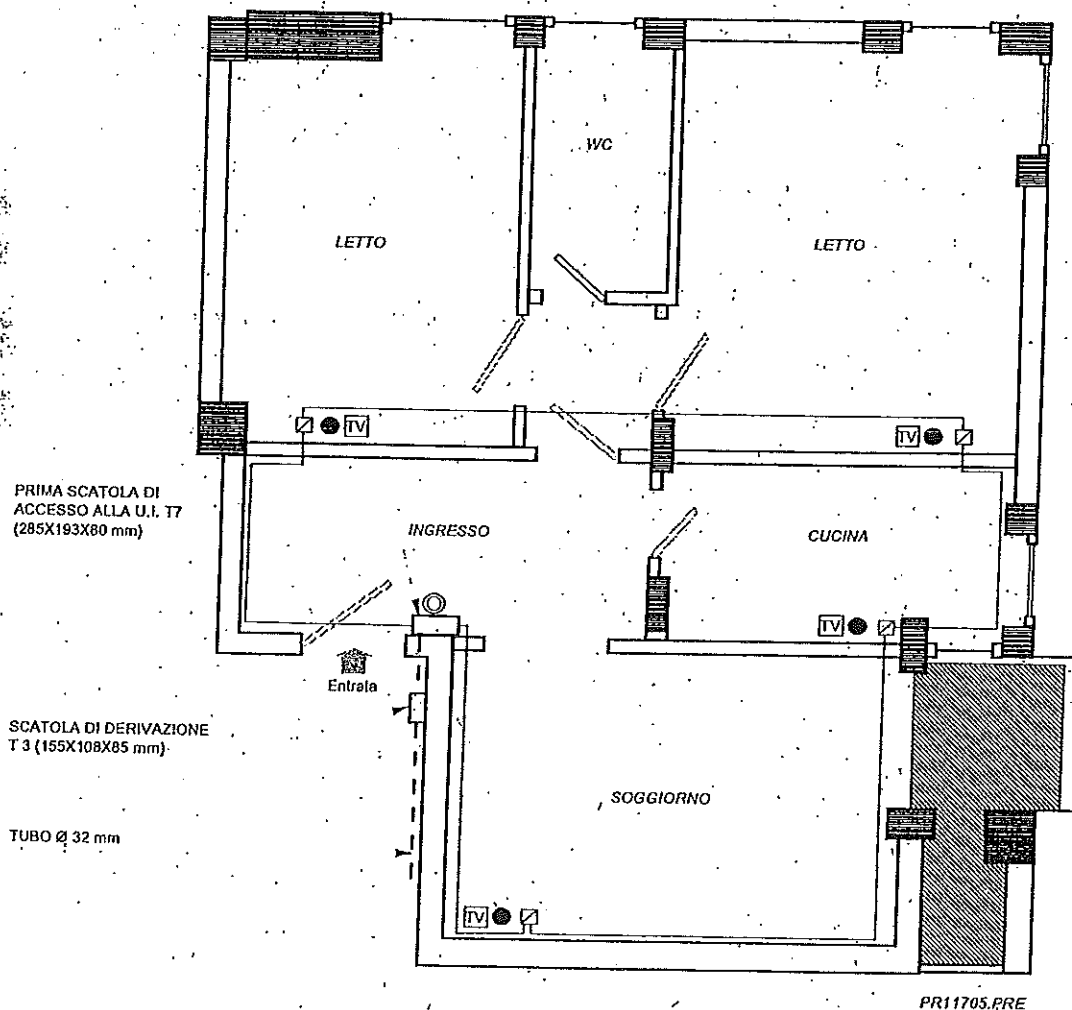 WC
LETTO
LETTO
TV
TV
PRIMA SCATOLA DI
ACCESSO ALLA U.I. T7
(285X193X80 mm)
INGRESSO
CUCINA
TV
Entrata
SCATOLA DI DERIVAZIONE
T 3 (155X108X85 mm)
SOGGIORNO
TUBO Ø 32 mm
TV
PR11705.PRE